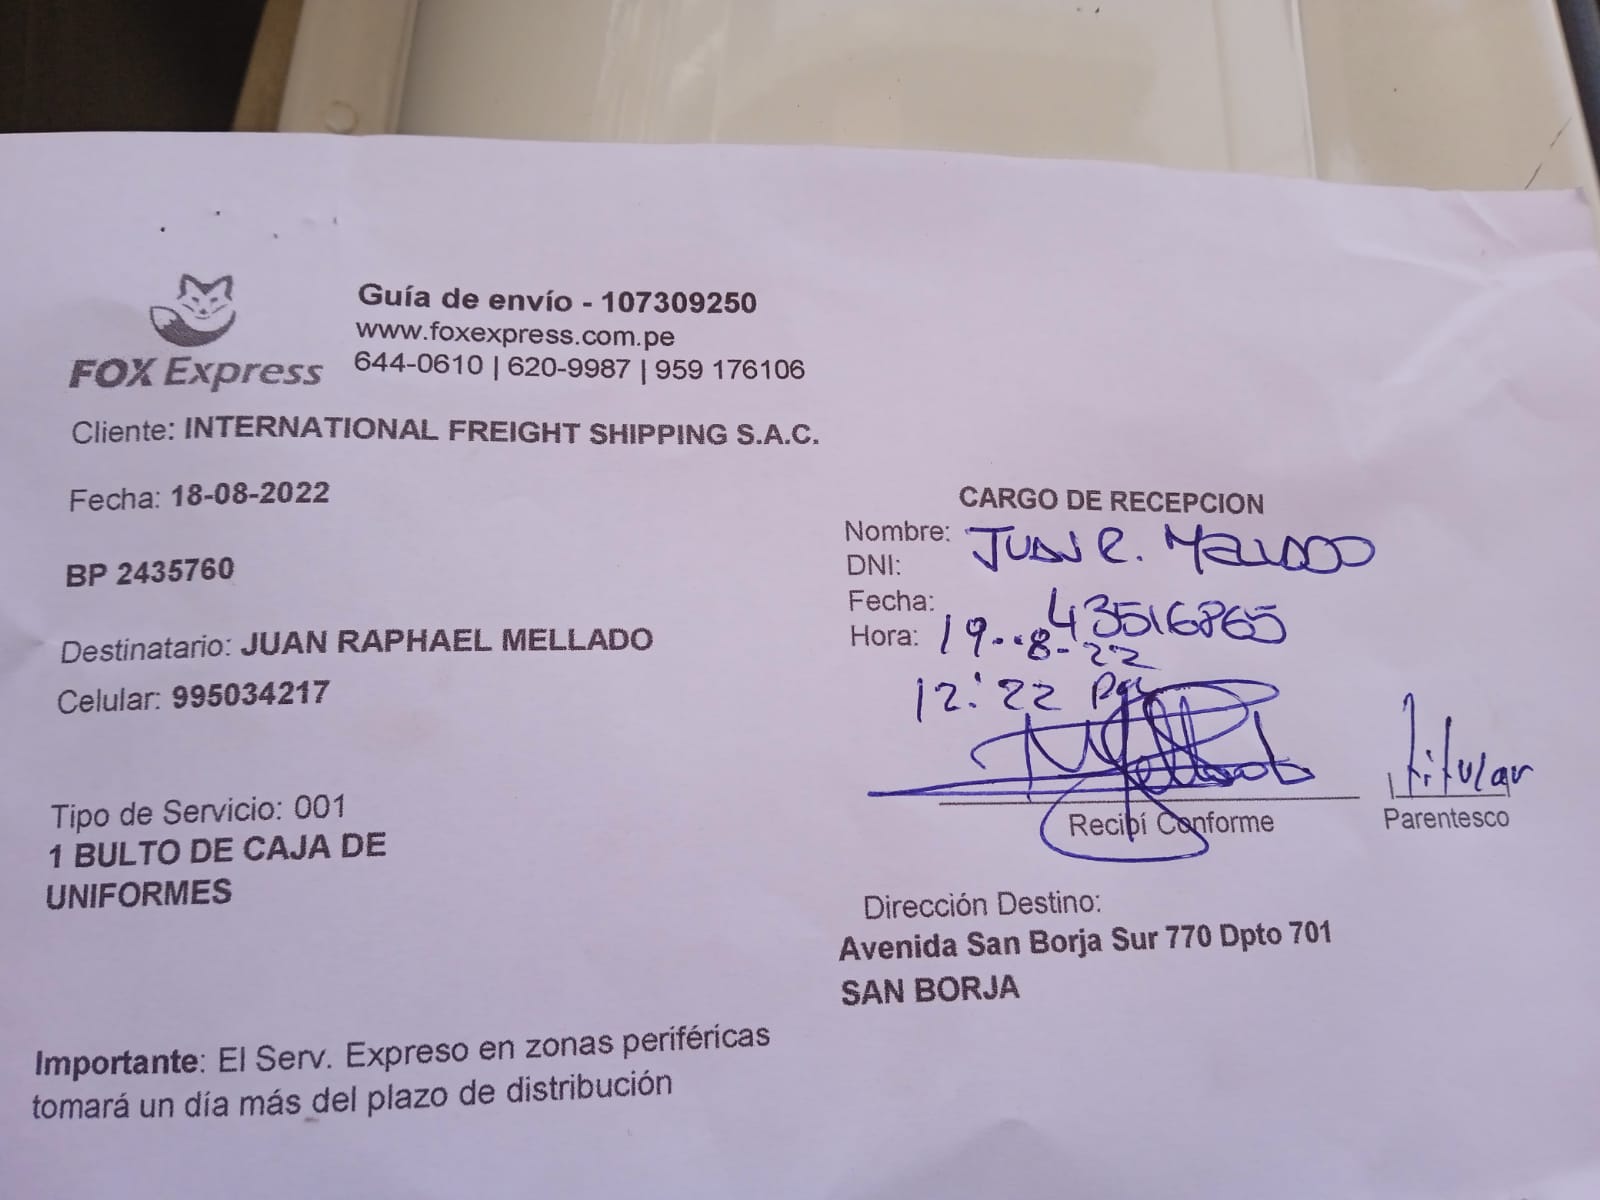 Guía de envío - 107309250
www.foxexpress.com.pe
644-0610 | 620-9987 | 959 176106
FOX Express
Cliente: INTERNATIONAL FREIGHT SHIPPING S.A.C.
Fecha: 18-08-2022
BP 2435760
Destinatario: JUAN RAPHAEL MELLADO
Celular: 995034217
Tipo de Servicio: 001
1 BULTO DE CAJA DE
UNIFORMES
CARGO DE RECEPCION
Nombre: JUAN R. MELLADO
DNI: 43516865
Fecha: 19-8-22
Hora: 12:22 Pm
Mellado
Recibí Conforme
Titular
Parentesco
Dirección Destino:
Avenida San Borja Sur 770 Dpto 701
SAN BORJA
Importante: El Serv. Expreso en zonas periféricas
tomará un día más del plazo de distribución